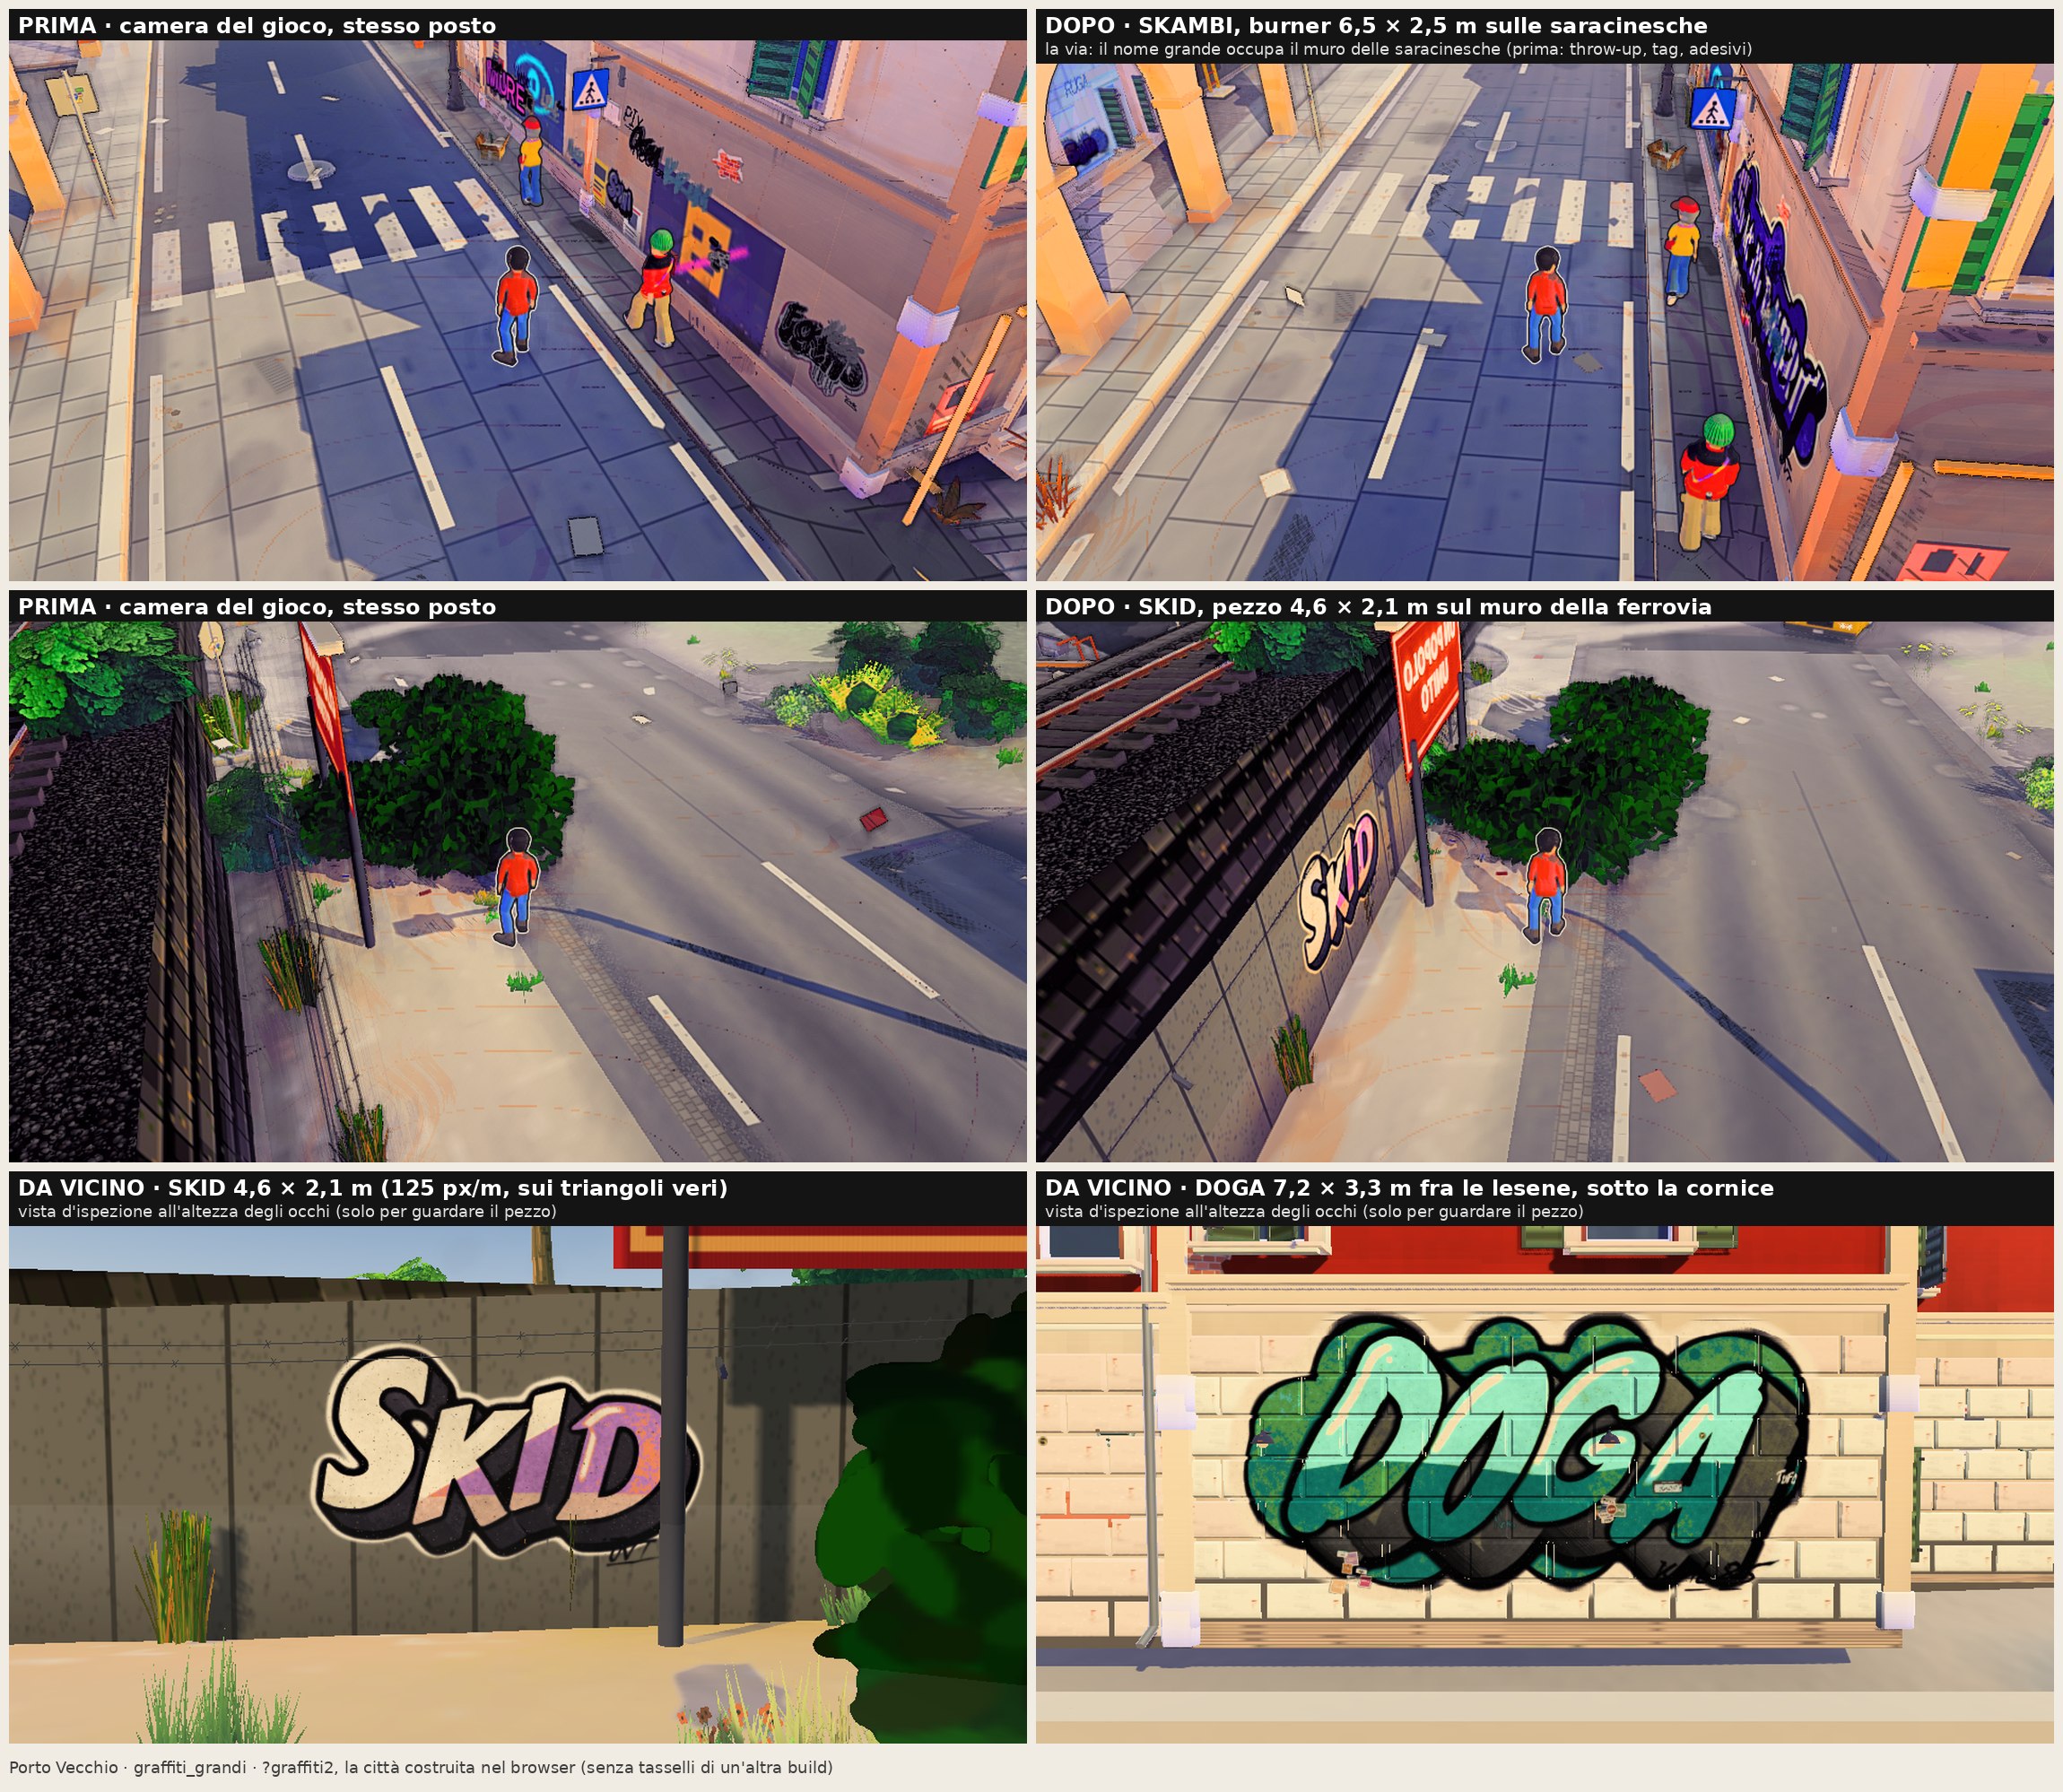 PRIMA · camera del gioco, stesso posto
DOPO · SKAMBI, burner 6,5 × 2,5 m sulle saracinesche
la via: il nome grande occupa il muro delle saracinesche (prima: throw-up, tag, adesivi)
PRIMA · camera del gioco, stesso posto
DOPO · SKID, pezzo 4,6 × 2,1 m sul muro della ferrovia
SKID
DA VICINO · SKID 4,6 × 2,1 m (125 px/m, sui triangoli veri)
vista d'ispezione all'altezza degli occhi (solo per guardare il pezzo)
SKID
DA VICINO · DOGA 7,2 × 3,3 m fra le lesene, sotto la cornice
vista d'ispezione all'altezza degli occhi (solo per guardare il pezzo)
DOGA
Porto Vecchio · graffiti_grandi · ?graffiti2, la città costruita nel browser (senza tasselli di un'altra build)